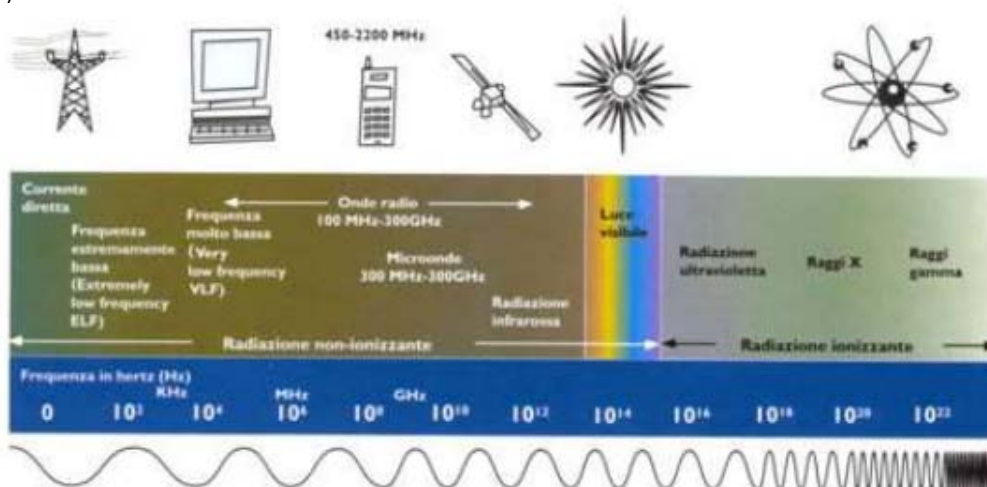 450-2200 MHz
Corrente
diretta
Frequenza
estremamente
bassa
(Extremely
low frequency
ELF)
Frequenza
molto bassa
(Very
low frequency
VLF)
Onde radio
100 MHz-300GHz
Microonde
300 MHz-300GHz
Radiazione
infrarossa
Luce
visibile
Radiazione
ultravioletta
Raggi X
Raggi
gamma
Radiazione non-ionizzante
Radiazione ionizzante
Frequenza in hertz (Hz)
KHz MHz GHz
0 10² 10⁴ 10⁶ 10⁸ 10¹⁰ 10¹² 10¹⁴ 10¹⁶ 10¹⁸ 10²⁰ 10²²